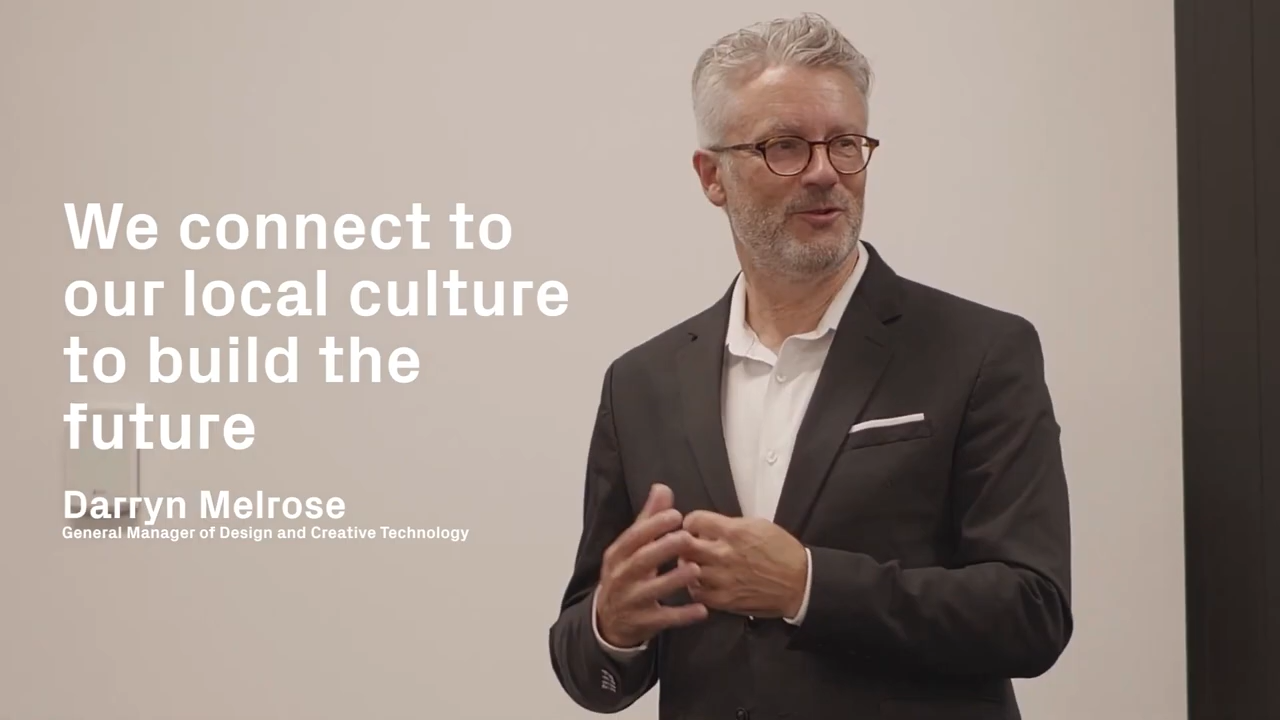 We connect to
our local culture
to build the
future
Darryn Melrose
General Manager of Design and Creative Technology